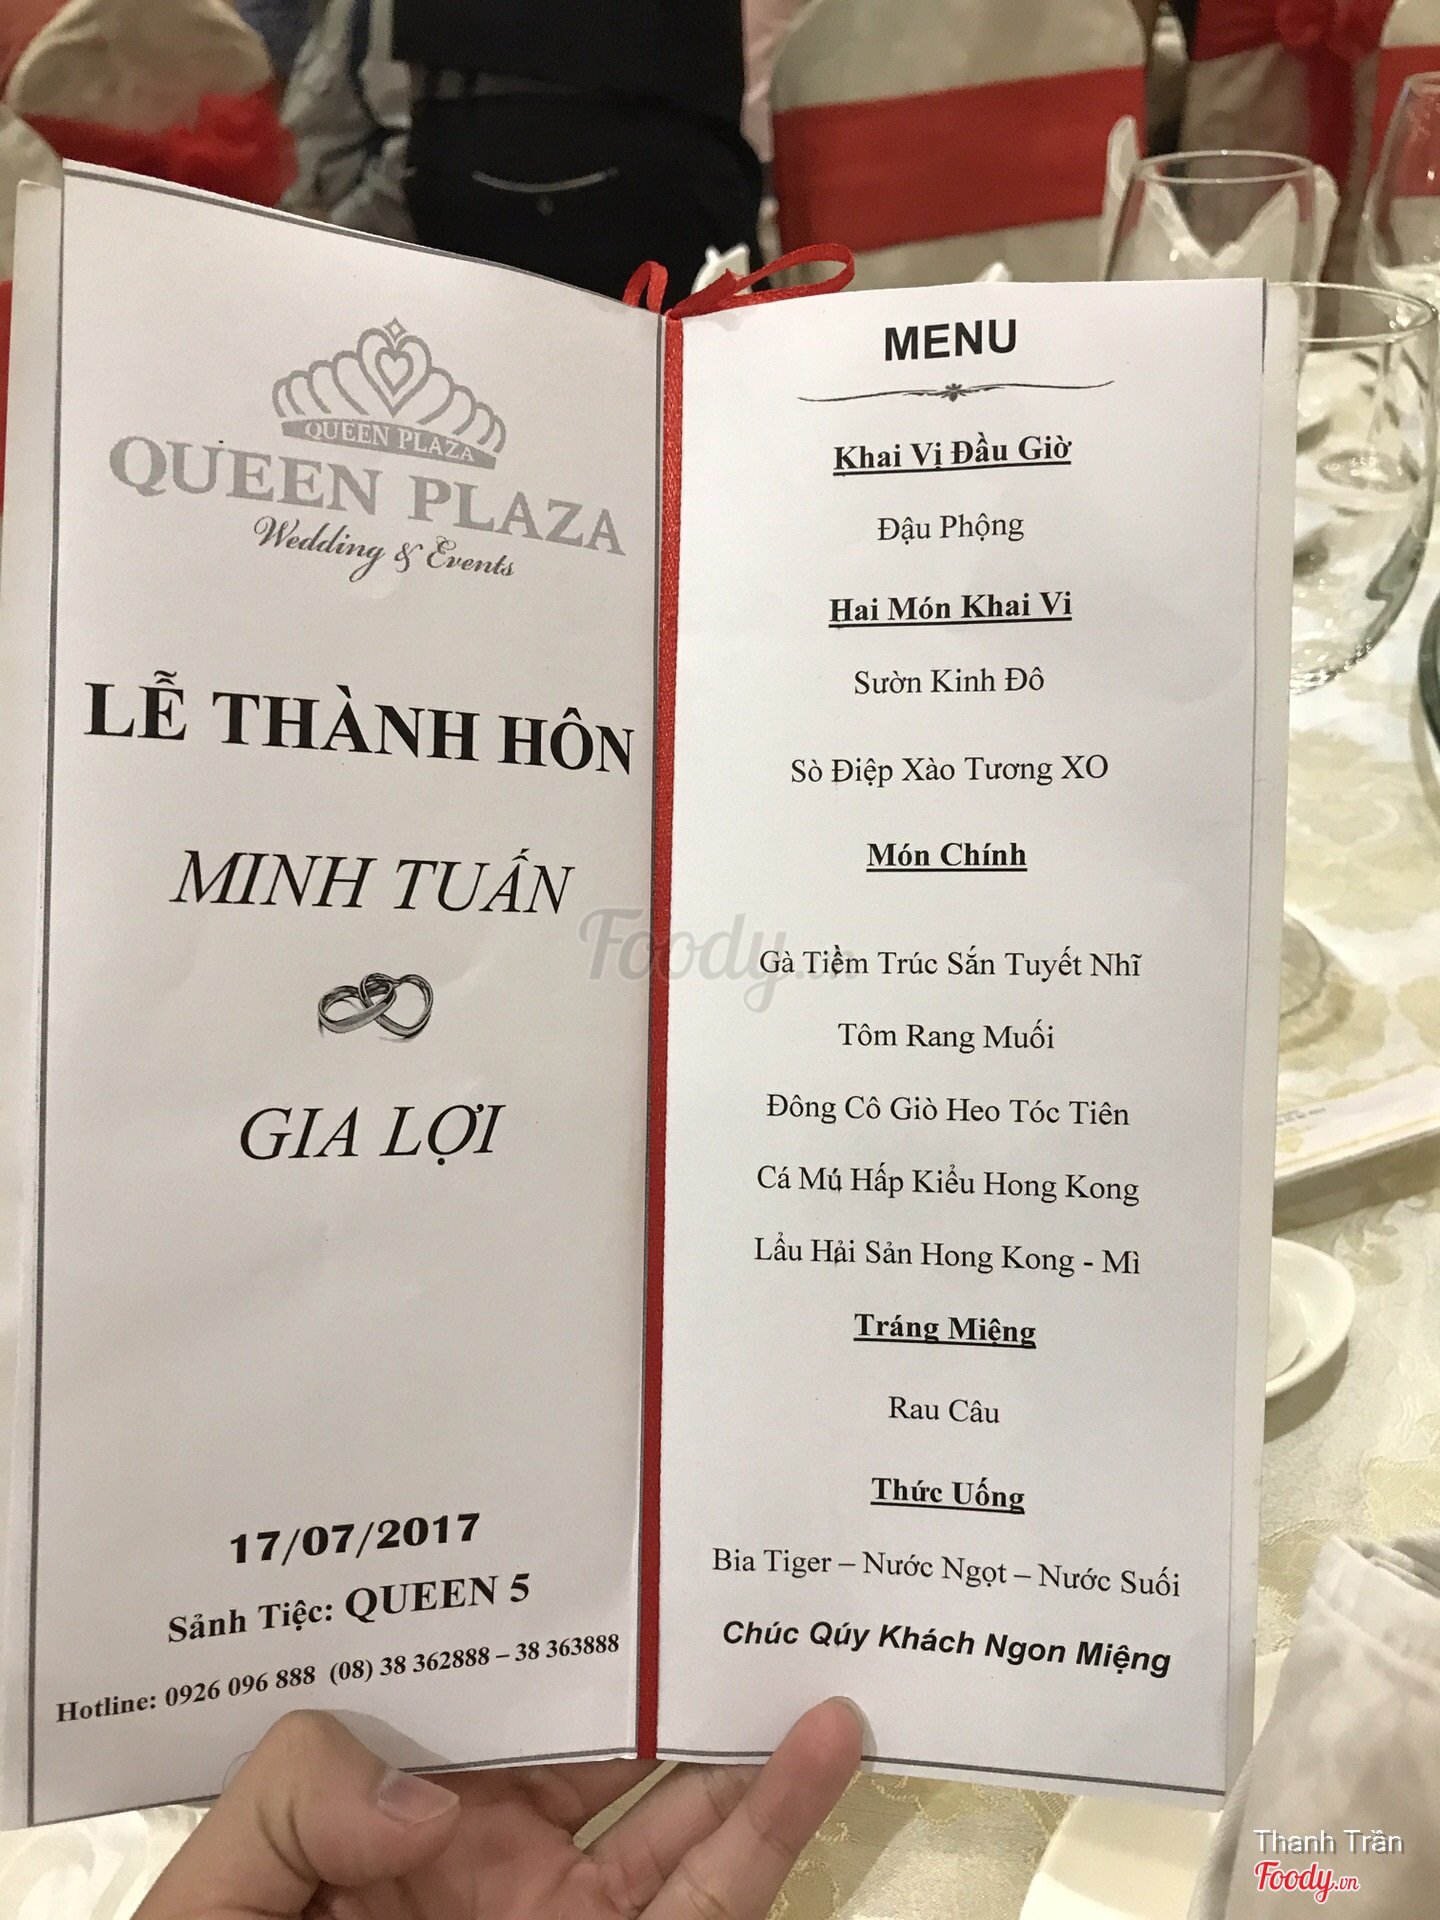 QUEEN PLAZA
QUEEN PLAZA
Wedding & Events
LỄ THÀNH HÔN
MINH TUẤN
GIA LỢI
17/07/2017
Sảnh Tiệc: QUEEN 5
Hotline: 0926 096 888 (08) 38 362888 – 38 363888
MENU
Khai Vị Đầu Giờ
Đậu Phộng
Hai Món Khai Vi
Sườn Kinh Đô
Sò Điệp Xào Tương XO
Món Chính
Gà Tiềm Trúc Sắn Tuyết Nhĩ
Tôm Rang Muối
Đông Cô Giò Heo Tóc Tiên
Cá Mú Hấp Kiểu Hong Kong
Lẩu Hải Sản Hong Kong - Mì
Tráng Miệng
Rau Câu
Thức Uống
Bia Tiger – Nước Ngọt – Nước Suối
Chúc Qúy Khách Ngon Miệng
Foody.vn
Thanh Trần
Foody.vn